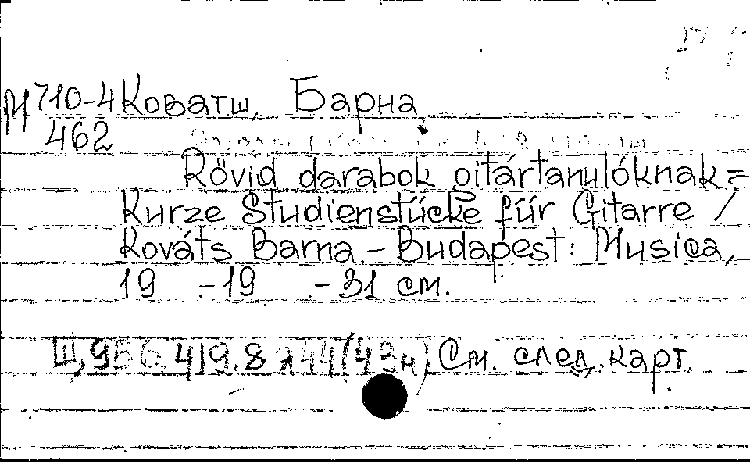 М 710-4 Коватш, Барна.
462
Rövid darabok gitártanulóknak =
Kurze Studienstücke für Gitarre /
Kováts Barna. - Budapest: Musica,
19 - 19 - 31 см.
Щ,956.419.8 я44(4Вн) См. след. карт.